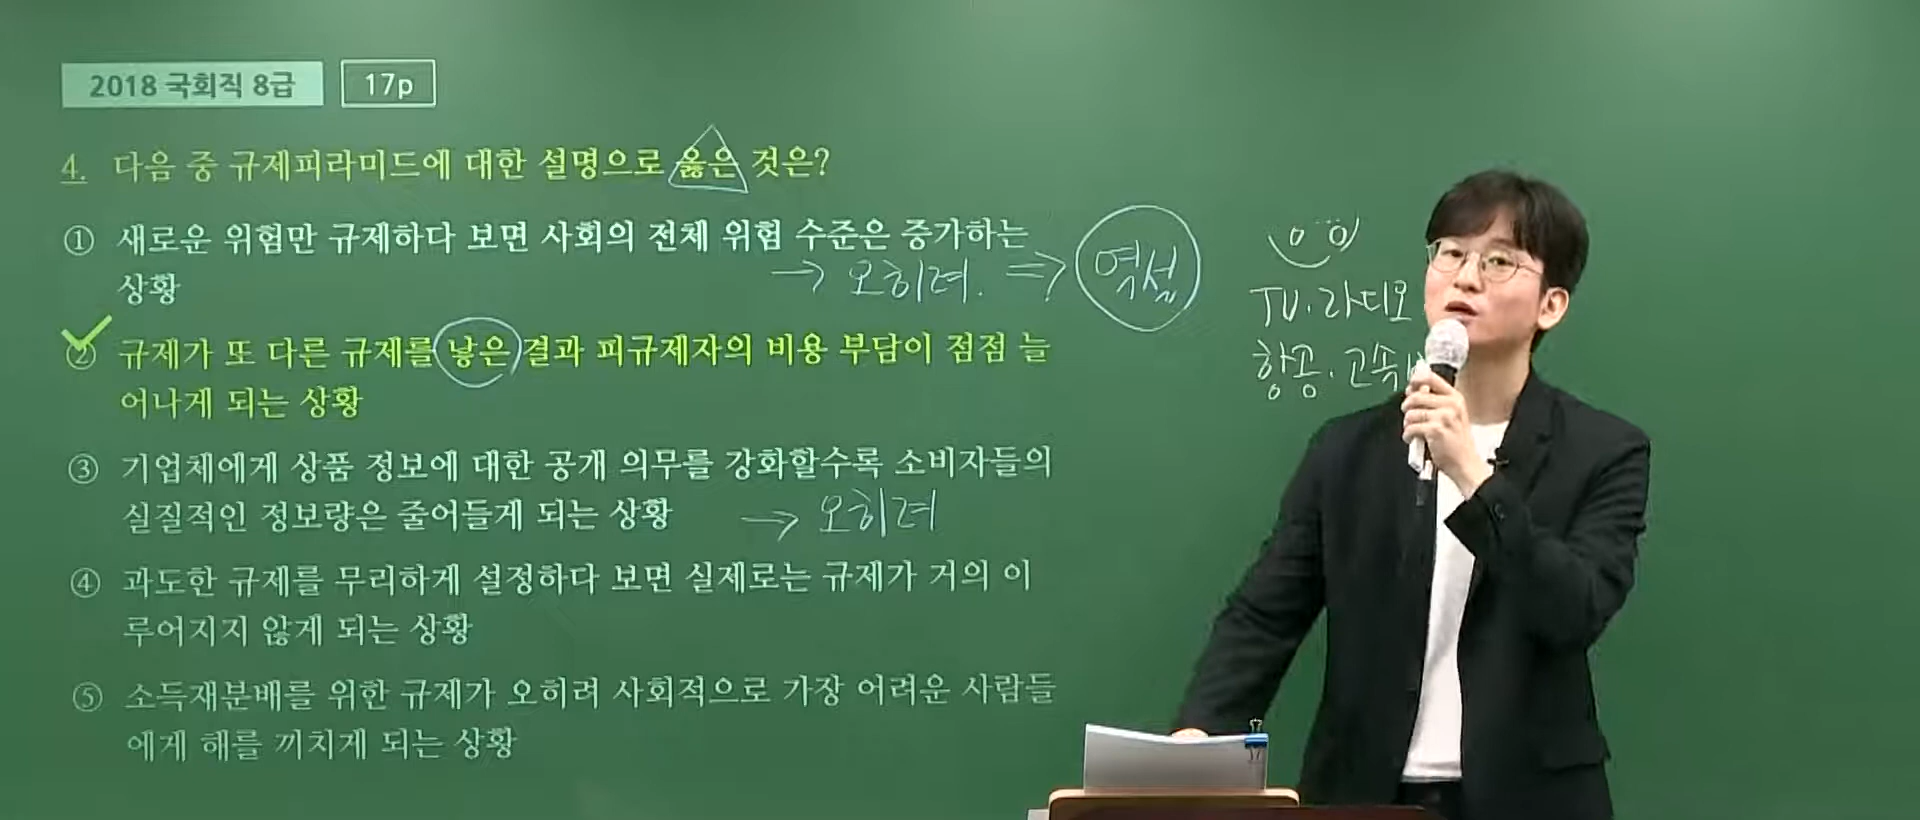 2018 국회직 8급 17p
4. 다음 중 규제피라미드에 대한 설명으로 옳은 것은?
① 새로운 위험만 규제하다 보면 사회의 전체 위험 수준은 증가하는
상황
→ 오히려. ⇒ 역설
② 규제가 또 다른 규제를 낳은 결과 피규제자의 비용 부담이 점점 늘
어나게 되는 상황
③ 기업체에게 상품 정보에 대한 공개 의무를 강화할수록 소비자들의
실질적인 정보량은 줄어들게 되는 상황
→ 오히려
④ 과도한 규제를 무리하게 설정하다 보면 실제로는 규제가 거의 이
루어지지 않게 되는 상황
⑤ 소득재분배를 위한 규제가 오히려 사회적으로 가장 어려운 사람들
에게 해를 끼치게 되는 상황
TV·라디오
항공·고속